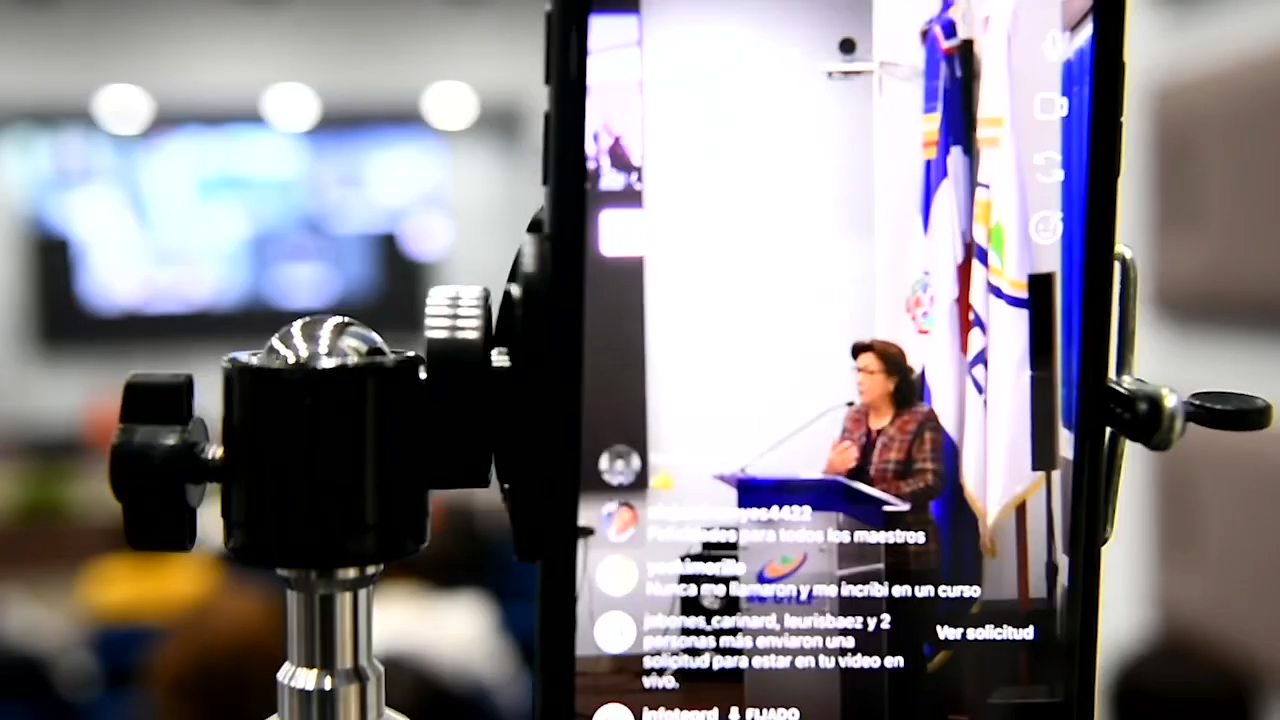 Felicidades para todos los maestros
Nunca me llamaron y me incribi en un curso
jabones_carinard, leurisbaez y 2
personas más enviaron una
solicitud para estar en tu video en
vivo.
Ver solicitud
infoteprd FIJADO